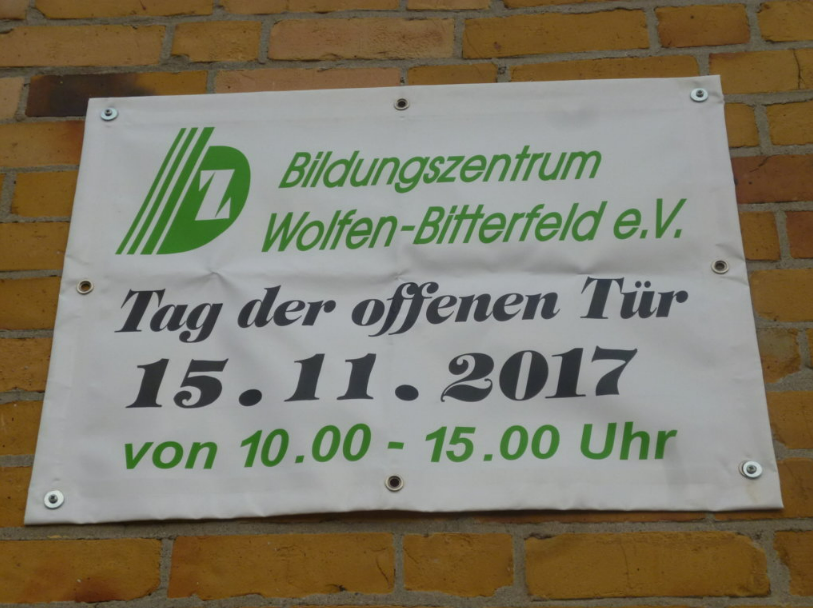 Z
Bildungszentrum
Wolfen-Bitterfeld e.V.
Tag der offenen Tür
15.11.2017
von 10.00 - 15.00 Uhr